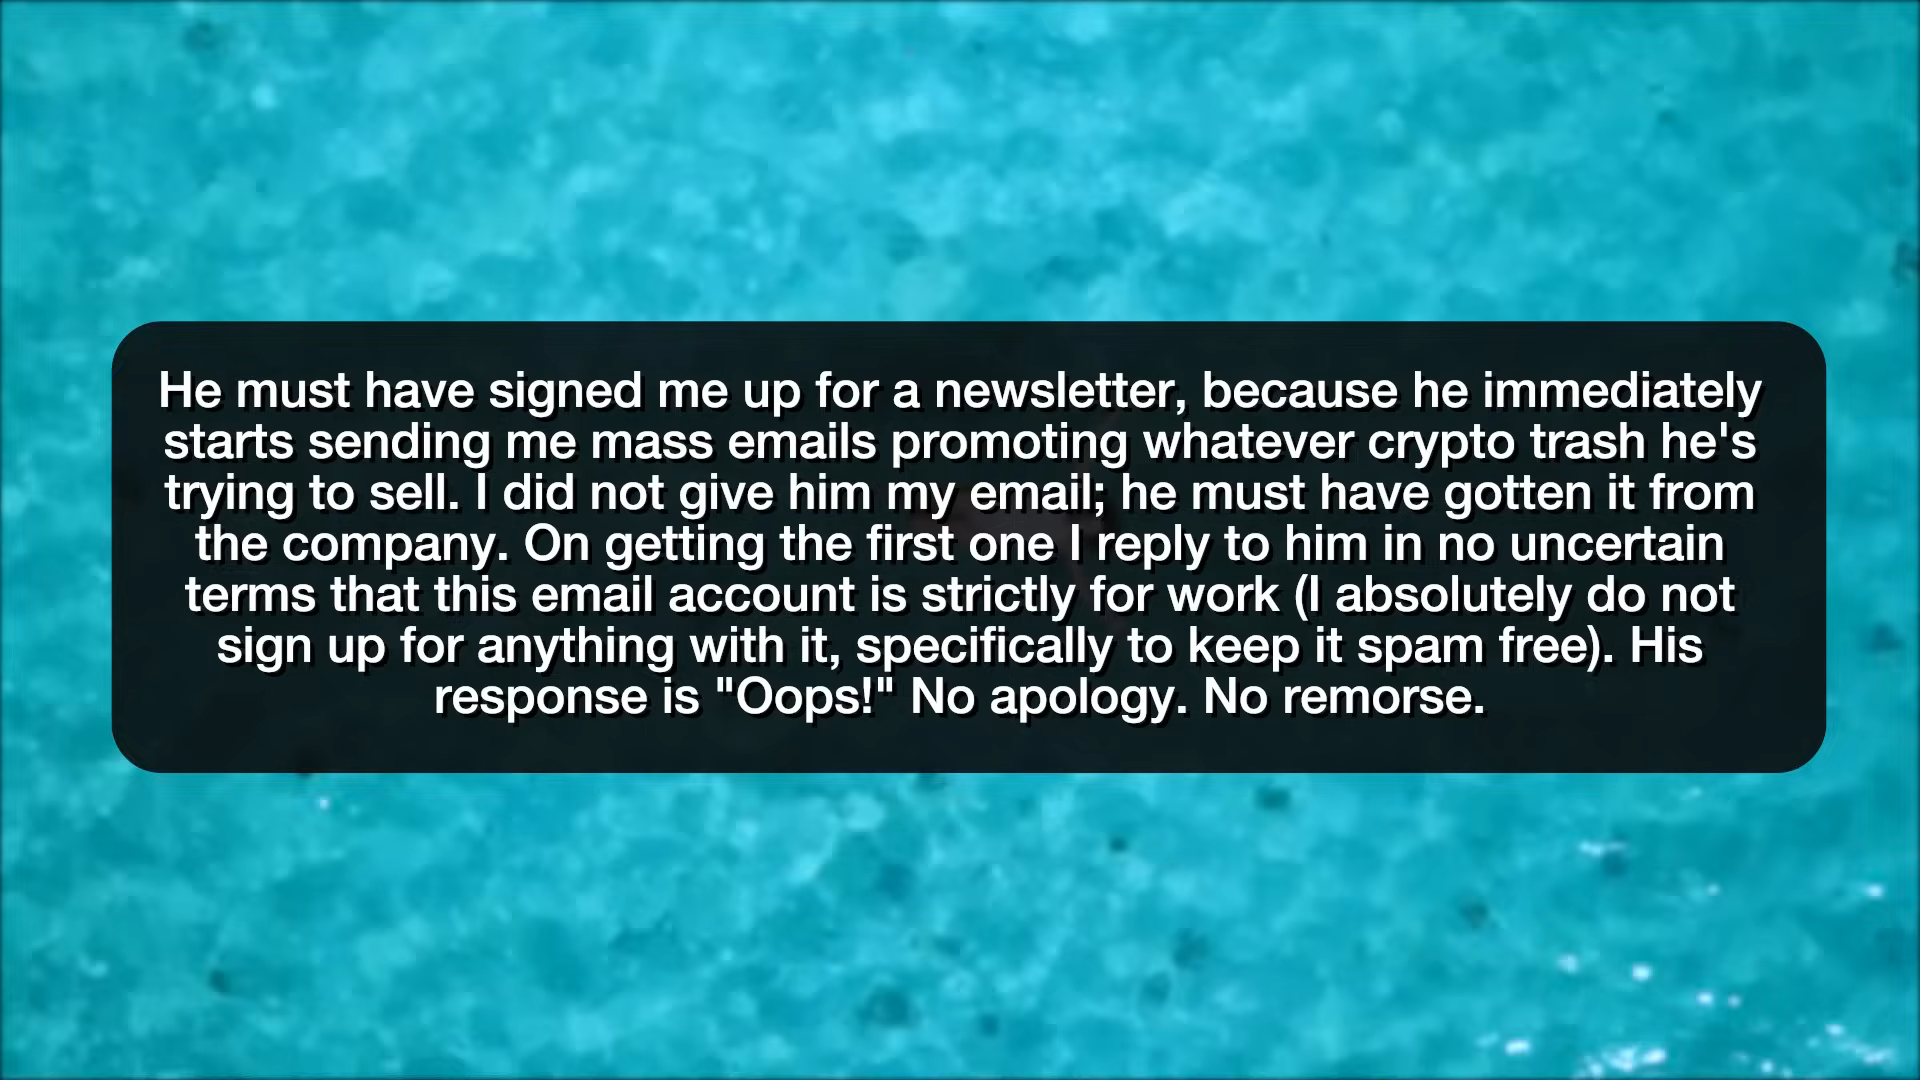 He must have signed me up for a newsletter, because he immediately
starts sending me mass emails promoting whatever crypto trash he's
trying to sell. I did not give him my email; he must have gotten it from
the company. On getting the first one I reply to him in no uncertain
terms that this email account is strictly for work (I absolutely do not
sign up for anything with it, specifically to keep it spam free). His
response is "Oops!" No apology. No remorse.